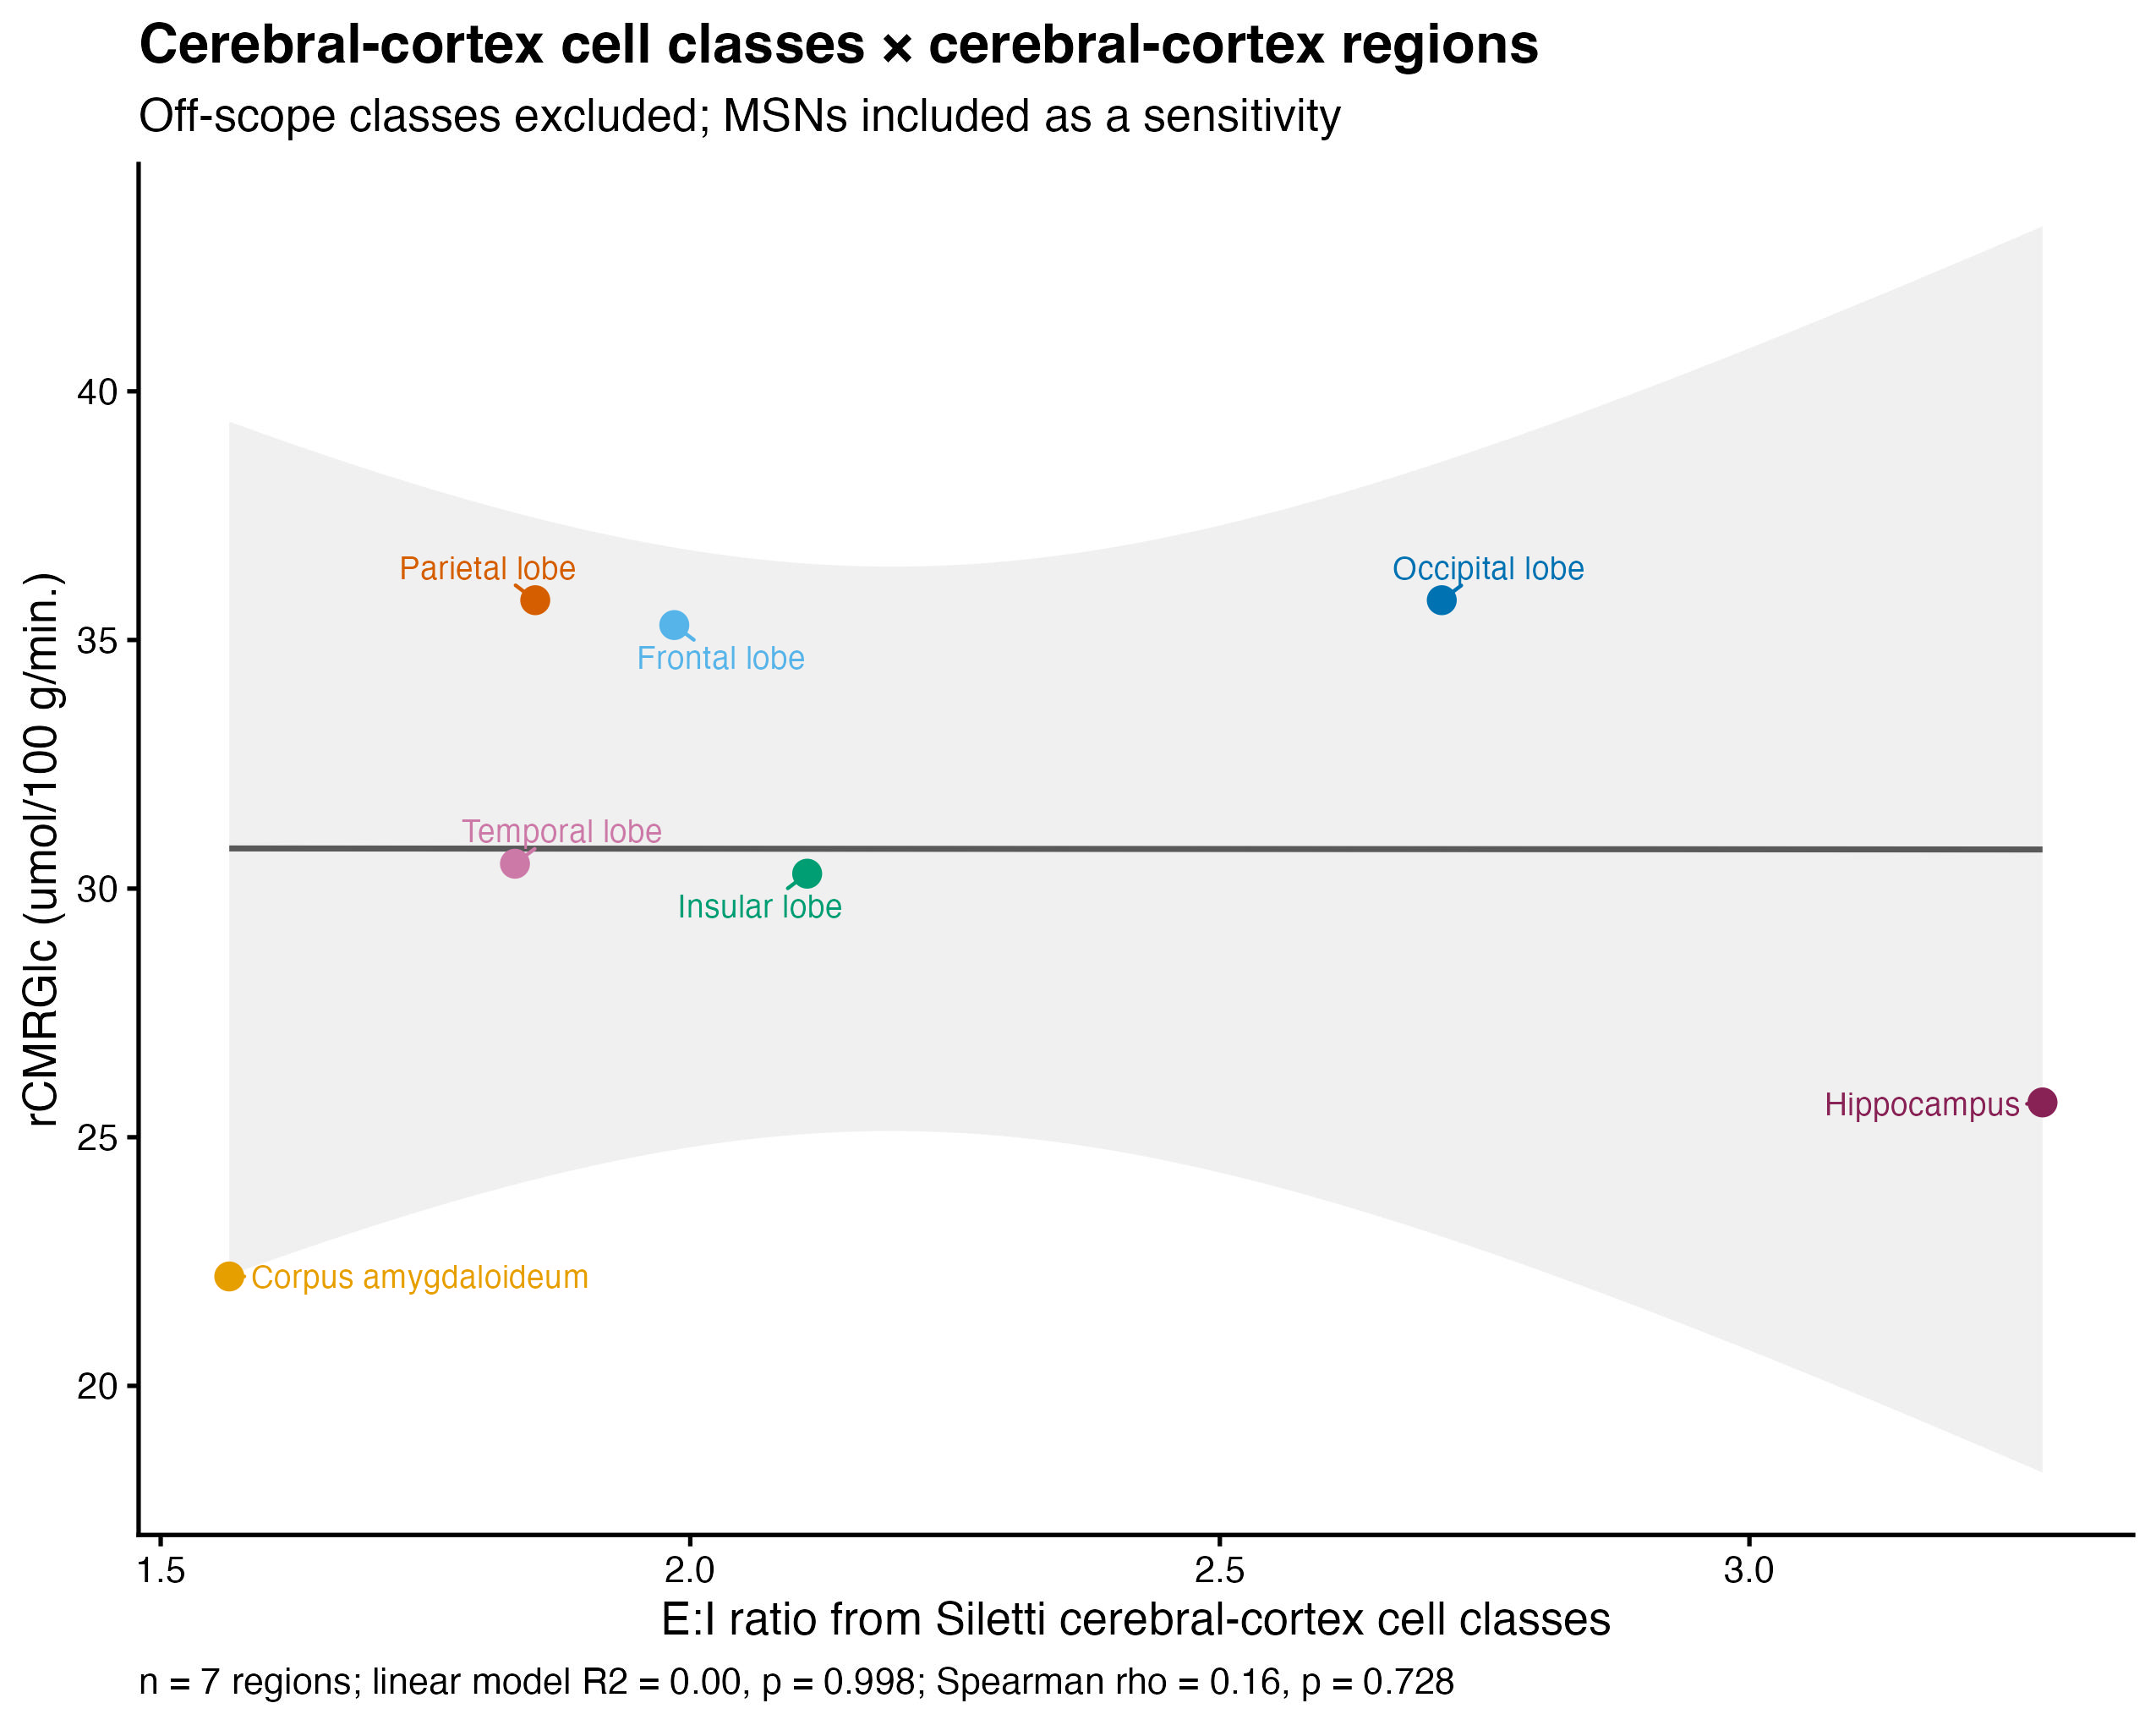 Cerebral-cortex cell classes × cerebral-cortex regions
Off-scope classes excluded; MSNs included as a sensitivity
rCMRGlc (umol/100 g/min.)
40
35
30
25
20
Parietal lobe
Occipital lobe
Frontal lobe
Temporal lobe
Insular lobe
Hippocampus
Corpus amygdaloideum
1.5
2.0
2.5
3.0
E:I ratio from Siletti cerebral-cortex cell classes
n = 7 regions; linear model R2 = 0.00, p = 0.998; Spearman rho = 0.16, p = 0.728